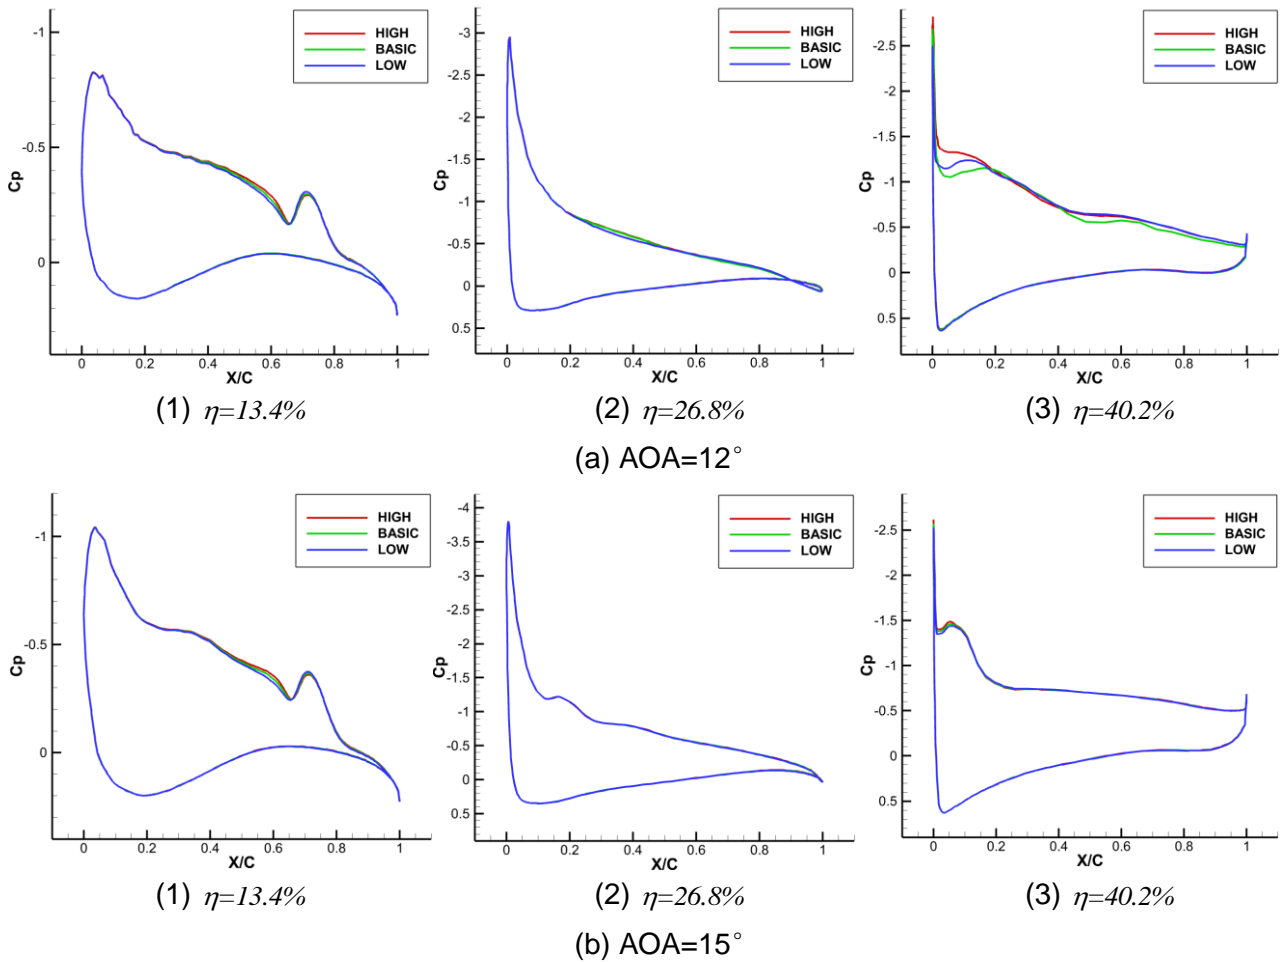 -1
-0.5
0
Cp
0 0.2 0.4 0.6 0.8 1
X/C
HIGH
BASIC
LOW
(1) η=13.4%
-3
-2.5
-2
-1.5
-1
-0.5
0
0.5
Cp
0 0.2 0.4 0.6 0.8 1
X/C
HIGH
BASIC
LOW
(2) η=26.8%
-2.5
-2
-1.5
-1
-0.5
0
0.5
Cp
0 0.2 0.4 0.6 0.8 1
X/C
HIGH
BASIC
LOW
(3) η=40.2%
(a) AOA=12°
-1
-0.5
0
Cp
0 0.2 0.4 0.6 0.8 1
X/C
HIGH
BASIC
LOW
(1) η=13.4%
-4
-3.5
-3
-2.5
-2
-1.5
-1
-0.5
0
0.5
Cp
0 0.2 0.4 0.6 0.8 1
X/C
HIGH
BASIC
LOW
(2) η=26.8%
-2.5
-2
-1.5
-1
-0.5
0
0.5
Cp
0 0.2 0.4 0.6 0.8 1
X/C
HIGH
BASIC
LOW
(3) η=40.2%
(b) AOA=15°